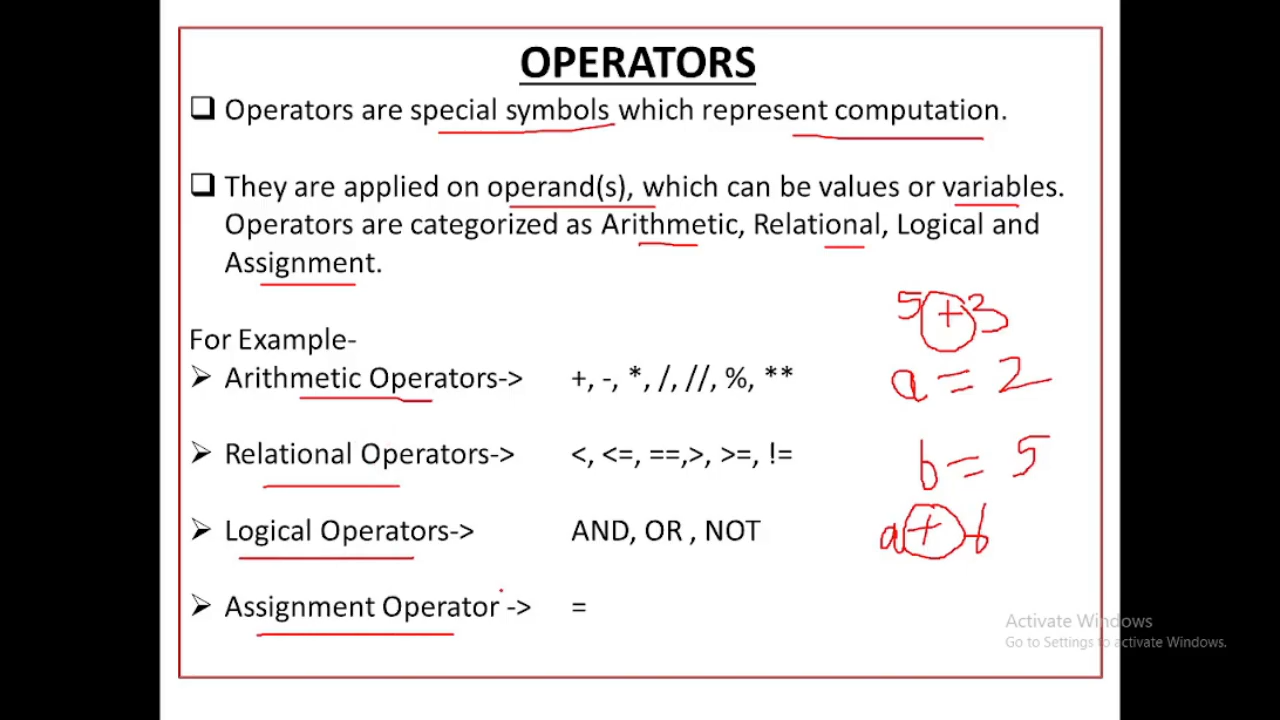 OPERATORS
❑ Operators are special symbols which represent computation.
❑ They are applied on operand(s), which can be values or variables.
Operators are categorized as Arithmetic, Relational, Logical and
Assignment.
5 + 3
For Example-
➢ Arithmetic Operators-> +, -, *, /, //, %, **
a = 2
➢ Relational Operators-> <, <=, ==,>, >=, !=
b = 5
➢ Logical Operators-> AND, OR , NOT
a + b
➢ Assignment Operator -> =
Activate Windows
Go to Settings to activate Windows.